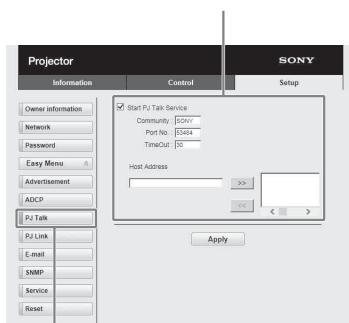 Projector
SONY
Information
Control
Setup
Owner information
Network
Password
Easy Menu
Advertisement
ADCP
PJ Talk
PJ Link
E-mail
SNMP
Service
Reset
Start PJ Talk Service
Community : SONY
Port No. : 53484
TimeOut : 30
Host Address
>>
<<
< >
Apply